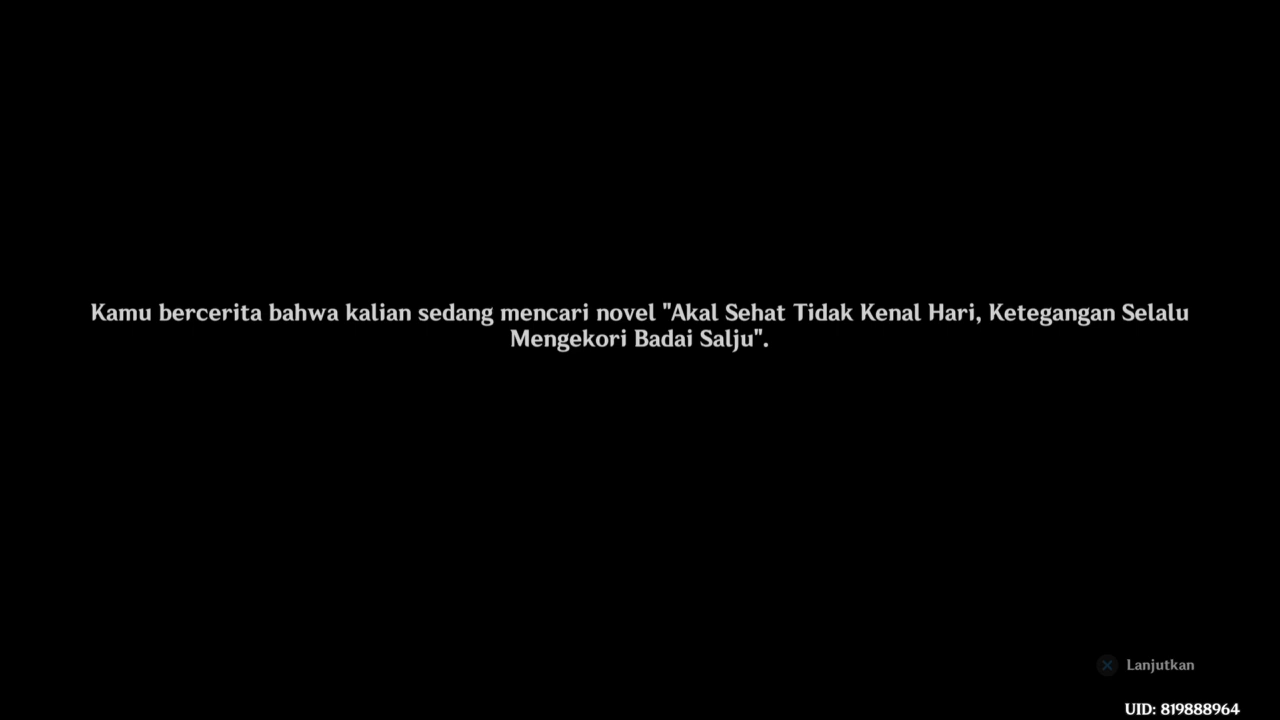 Kamu bercerita bahwa kalian sedang mencari novel "Akal Sehat Tidak Kenal Hari, Ketegangan Selalu
Mengekori Badai Salju".
Lanjutkan
UID: 819888964